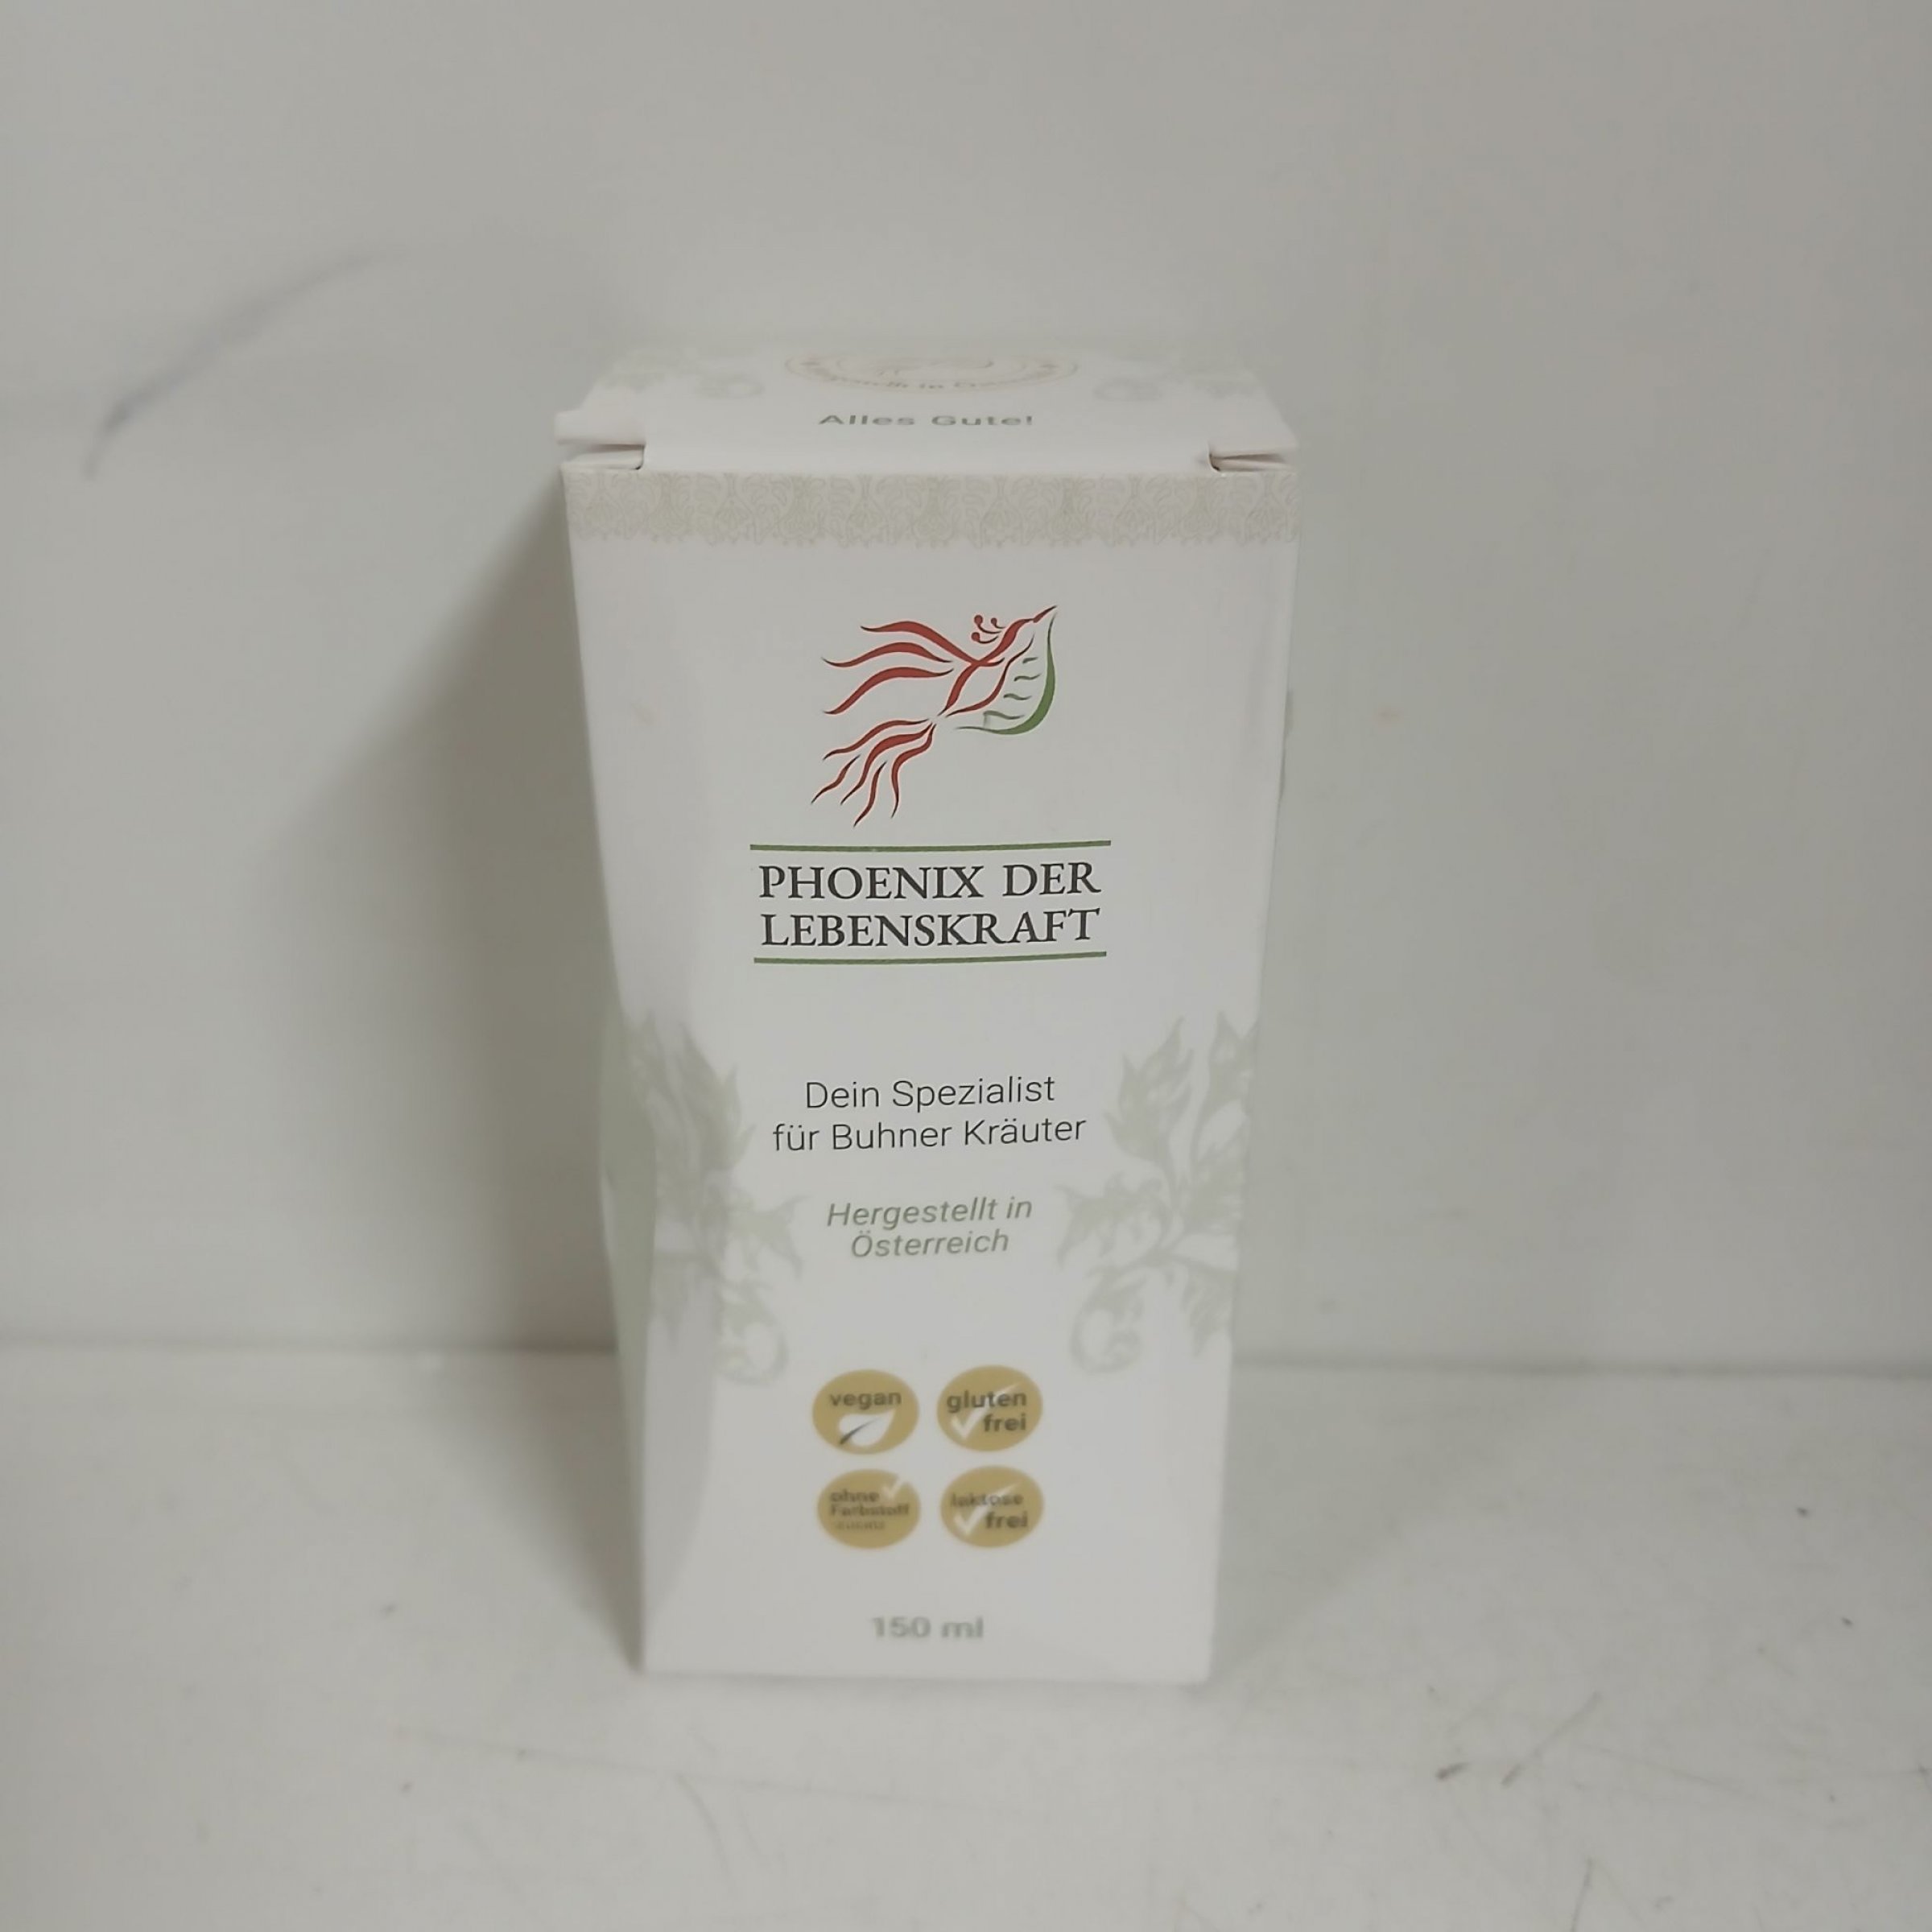 Alles Gute!
PHOENIX DER
LEBENSKRAFT
Dein Spezialist
für Buhner Kräuter
Hergestellt in
Österreich
vegan
gluten
frei
ohne
Farbstoff
laktose
frei
150 ml